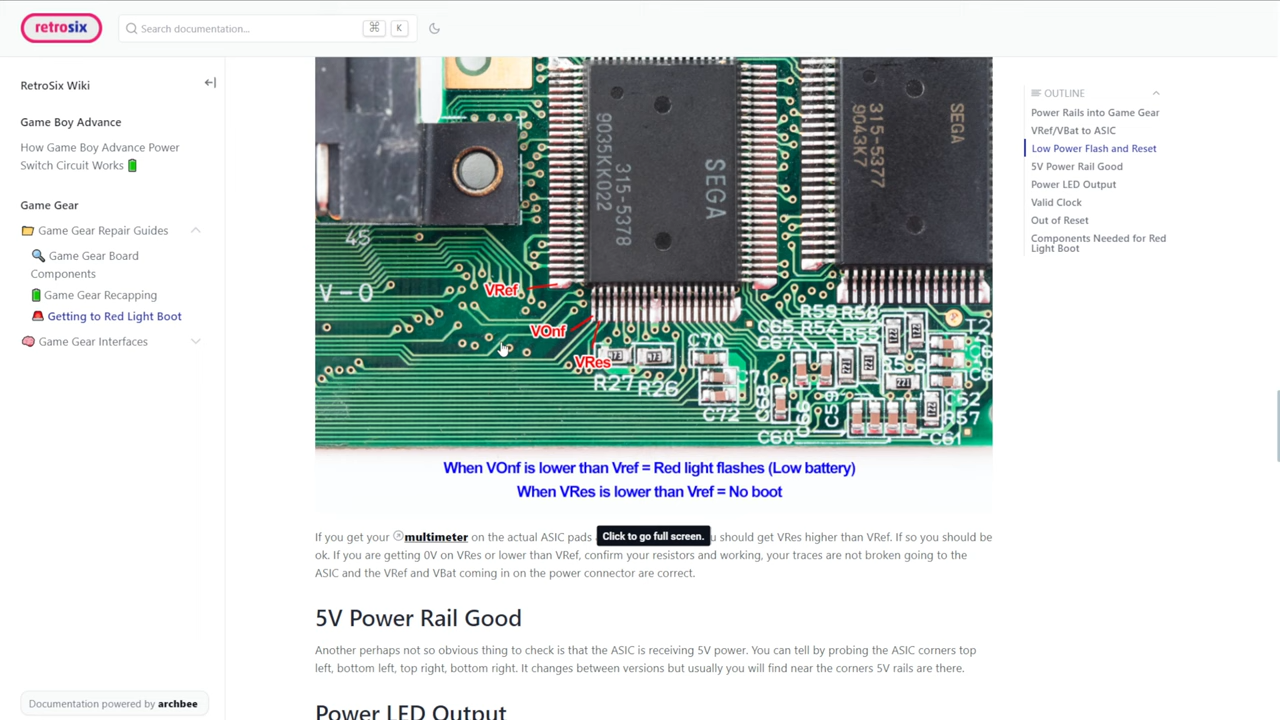 retrosix
Search documentation...
⌘
K
RetroSix Wiki
Game Boy Advance
How Game Boy Advance Power
Switch Circuit Works
Game Gear
Game Gear Repair Guides
Game Gear Board
Components
Game Gear Recapping
Getting to Red Light Boot
Game Gear Interfaces
Documentation powered by archbee
45
V-0
9035KK022
315-5378
SEGA
315-5377
9043K7
SEGA
VRef
VOnf
VRes
473
473
R27
R26
C70
C71
C72
C65
C67
R59
R58
R54
R55
C68
C59
C60
221
221
221
C62
R57
C61
When VOnf is lower than Vref = Red light flashes (Low battery)
When VRes is lower than Vref = No boot
If you get your multimeter on the actual ASIC pads
Click to go full screen.
u should get VRes higher than VRef. If so you should be
ok. If you are getting 0V on VRes or lower than VRef, confirm your resistors and working, your traces are not broken going to the
ASIC and the VRef and VBat coming in on the power connector are correct.
5V Power Rail Good
Another perhaps not so obvious thing to check is that the ASIC is receiving 5V power. You can tell by probing the ASIC corners top
left, bottom left, top right, bottom right. It changes between versions but usually you will find near the corners 5V rails are there.
Power LED Output
OUTLINE
Power Rails into Game Gear
VRef/VBat to ASIC
Low Power Flash and Reset
5V Power Rail Good
Power LED Output
Valid Clock
Out of Reset
Components Needed for Red
Light Boot